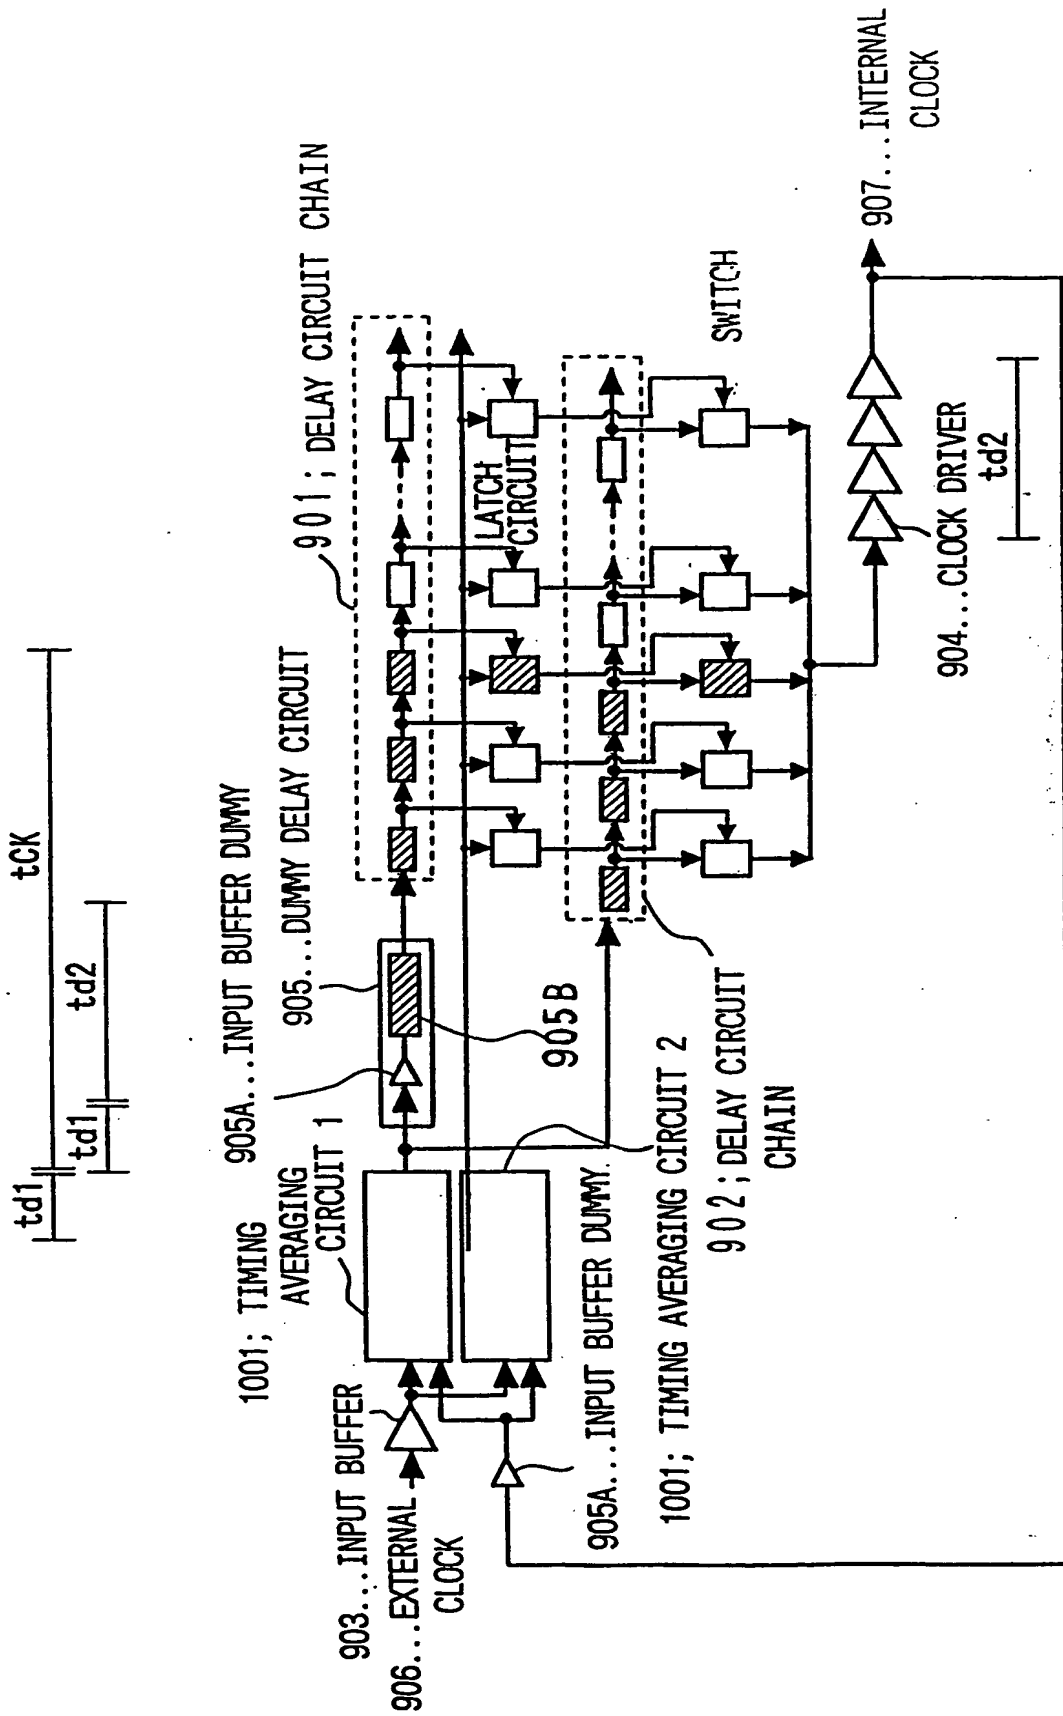 td1
tCK
td1
td2
1001; TIMING
AVERAGING
CIRCUIT 1
905A...INPUT BUFFER DUMMY
905...DUMMY DELAY CIRCUIT
901; DELAY CIRCUIT CHAIN
903...INPUT BUFFER
906...EXTERNAL
CLOCK
905B
LATCH
CIRCUIT
SWITCH
905A...INPUT BUFFER DUMMY.
1001; TIMING AVERAGING CIRCUIT 2
902; DELAY CIRCUIT
CHAIN
904...CLOCK DRIVER
td2
907...INTERNAL
CLOCK